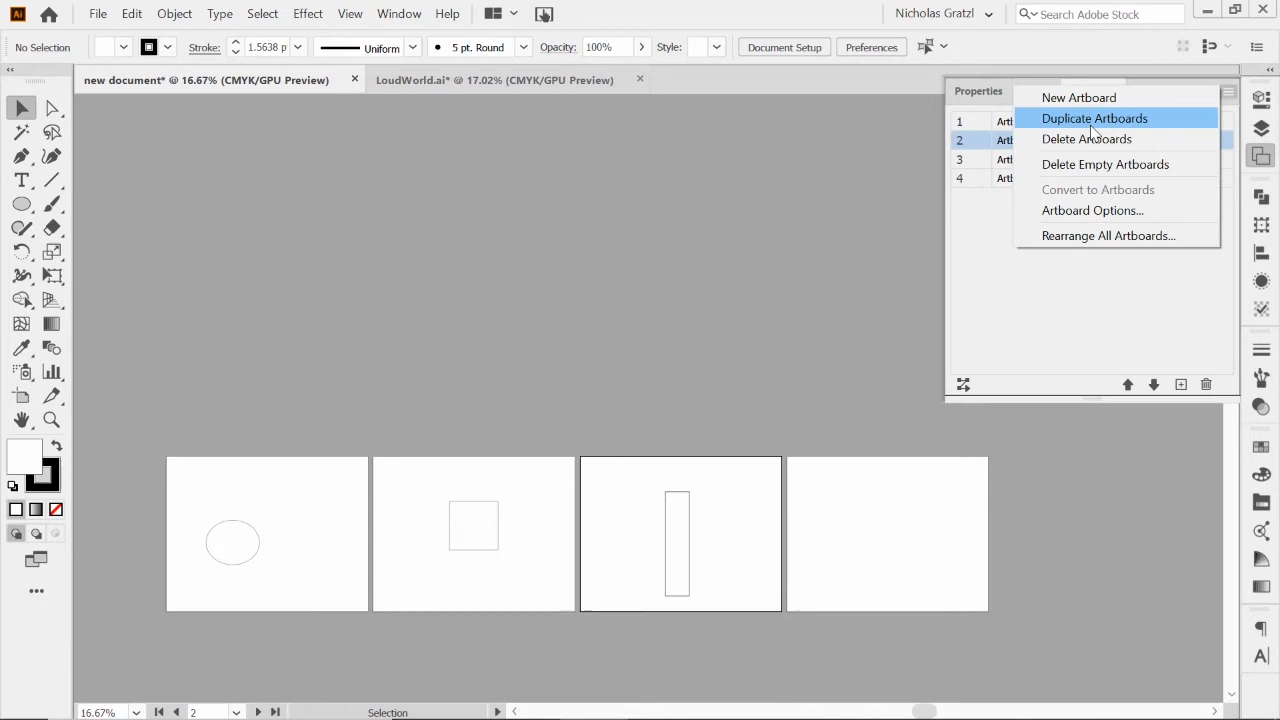 Ai File Edit Object Type Select Effect View Window Help Nicholas Gratzl Search Adobe Stock
No Selection Stroke: 1.5638 p Uniform 5 pt. Round Opacity: 100% Style: Document Setup Preferences
new document* @ 16.67% (CMYK/GPU Preview) LoudWorld.ai* @ 17.02% (CMYK/GPU Preview)
Properties
New Artboard
1
Duplicate Artboards
2
Delete Artboards
3
Delete Empty Artboards
4
Convert to Artboards
Artboard Options...
Rearrange All Artboards...
16.67% 2 Selection